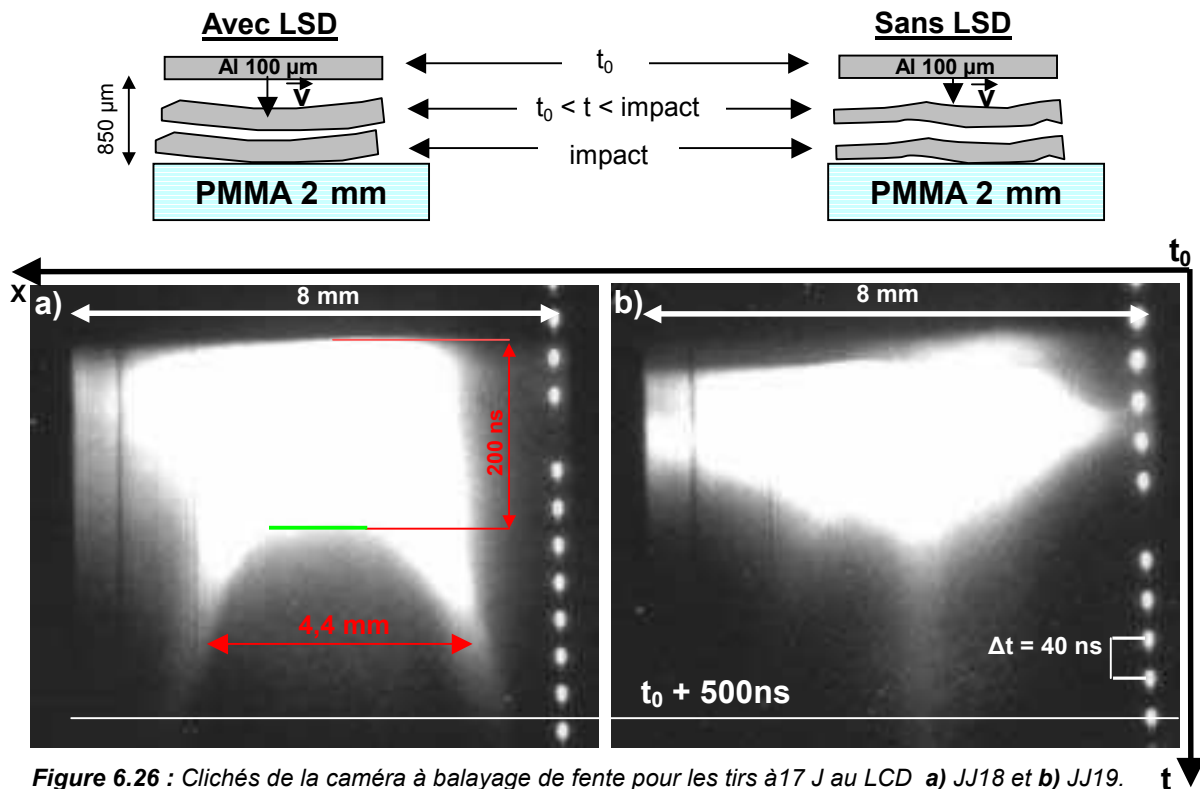 Avec LSD
Sans LSD
Al 100 µm
t0
Al 100 µm
V
V
850 µm
t0 < t < impact
impact
PMMA 2 mm
PMMA 2 mm
t0
X
a)
8 mm
b)
8 mm
200 ns
4,4 mm
Δt = 40 ns
t0 + 500ns
Figure 6.26 : Clichés de la caméra à balayage de fente pour les tirs à17 J au LCD a) JJ18 et b) JJ19.
t